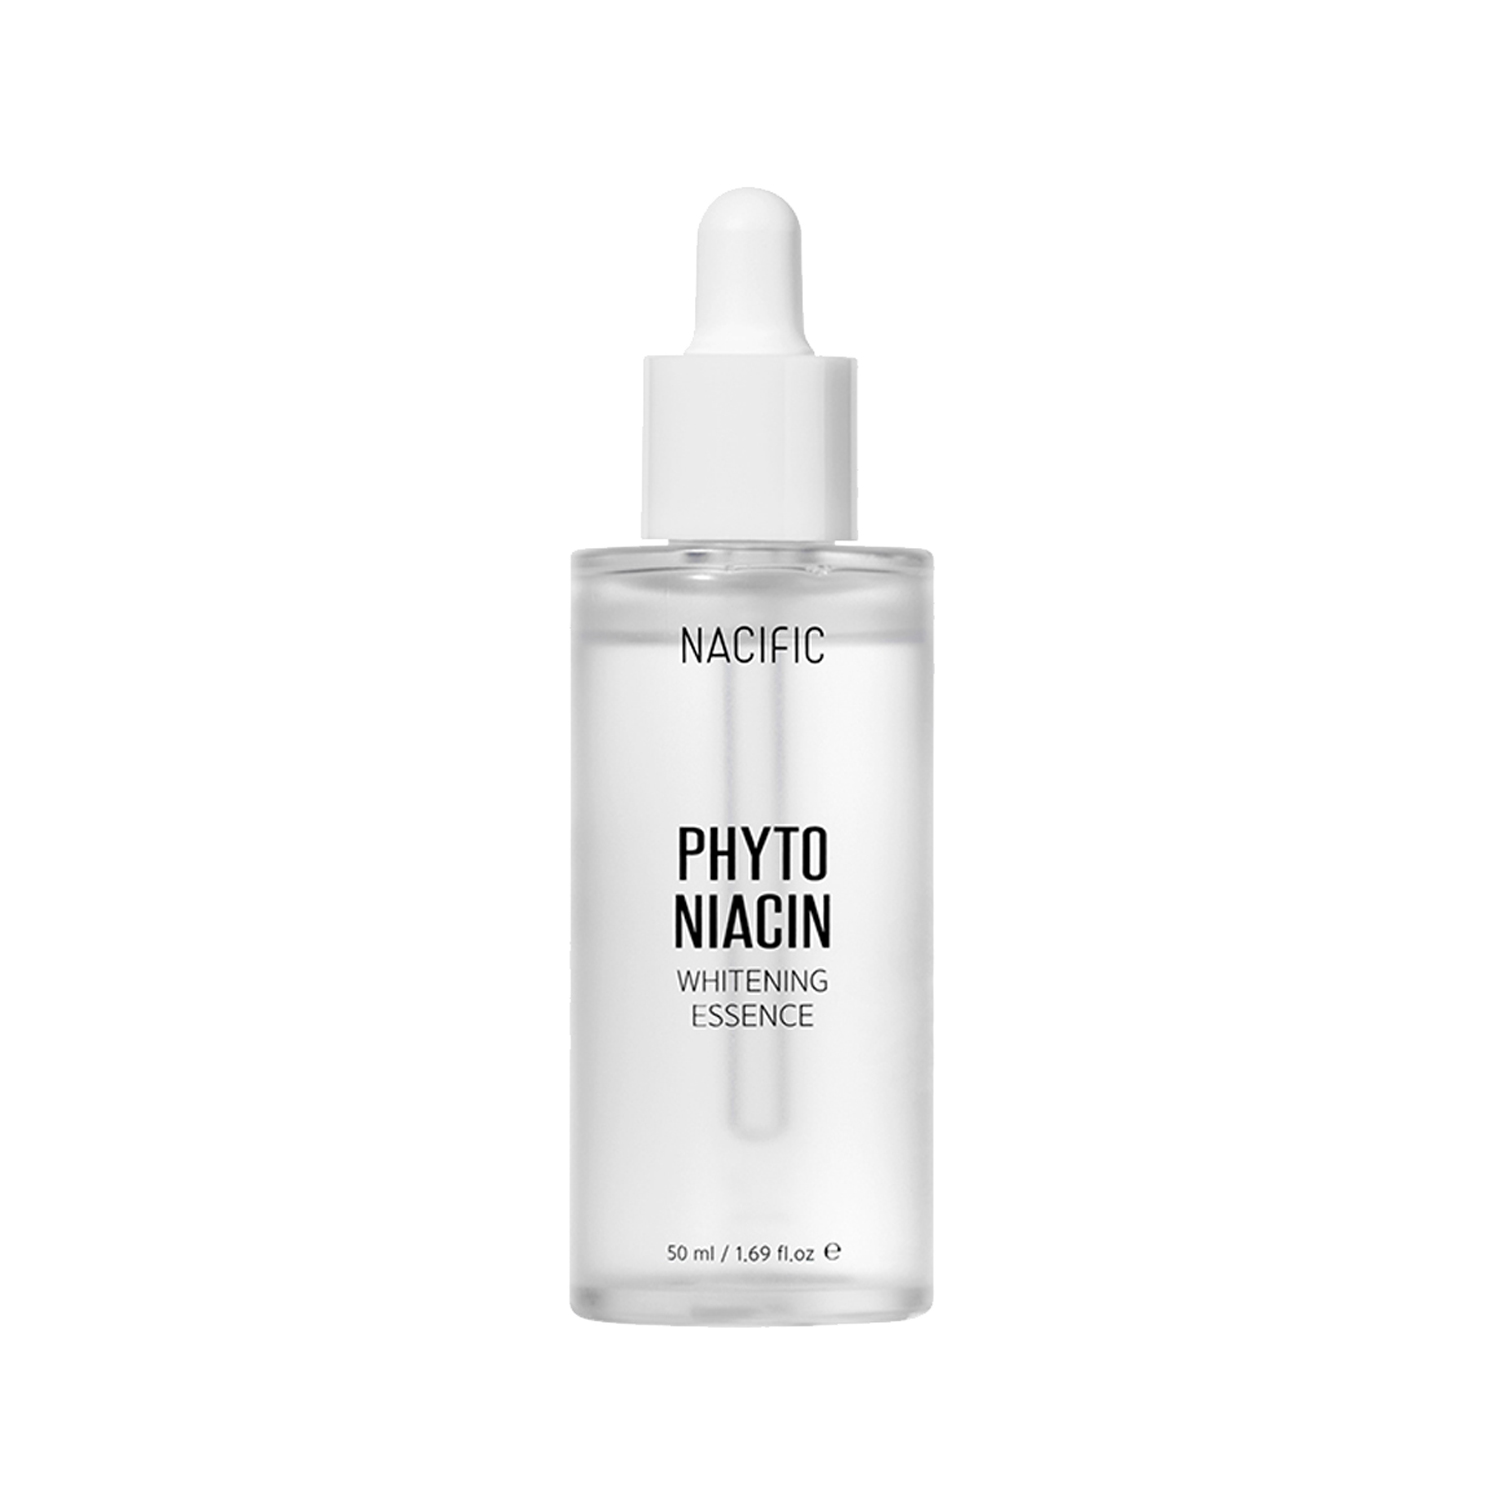 NACIFIC
PHYTO
NIACIN
WHITENING
ESSENCE
50 ml / 1.69 fl.oz ℮